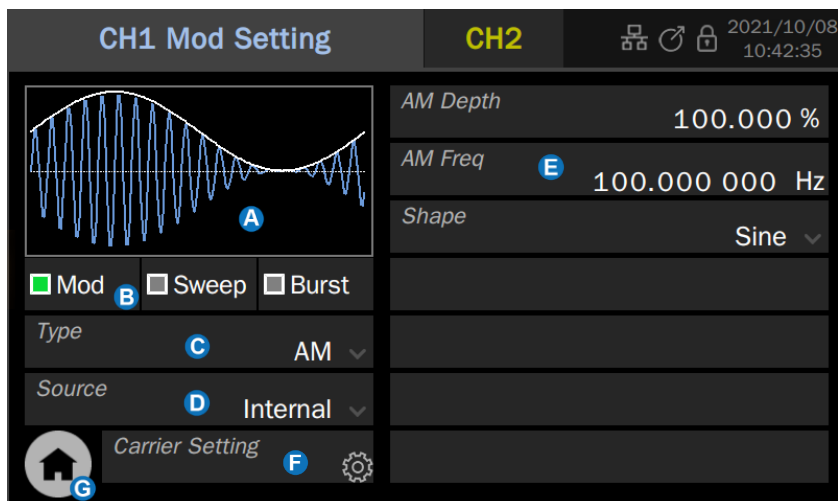 CH1 Mod Setting
CH2
2021/10/08
10:42:35
A
Mod
B
Sweep
Burst
Type
C
AM
Source
D
Internal
Carrier Setting
F
G
AM Depth
100.000 %
AM Freq
E
100.000 000 Hz
Shape
Sine